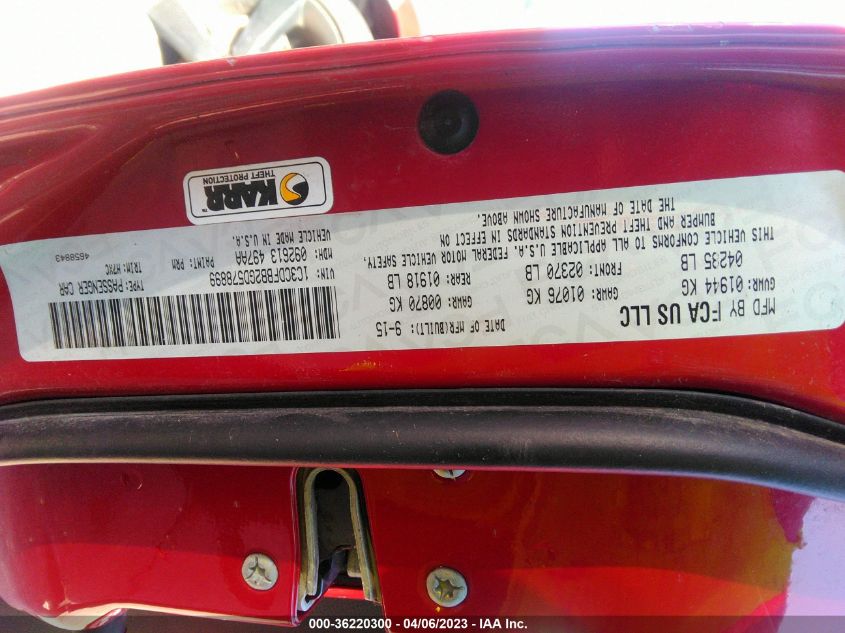 MFD BY FCA US LLC
DATE OF MFR(BUILT): 9-15
GVWR: 01944 KG
04235 LB
GAWR: 01076 KG
FRONT: 02370 LB
GAWR: 00870 KG
REAR: 01918 LB
THIS VEHICLE CONFORMS TO ALL APPLICABLE U.S.A. FEDERAL MOTOR VEHICLE SAFETY,
BUMPER AND THEFT PREVENTION STANDARDS IN EFFECT ON
THE DATE OF MANUFACTURE SHOWN ABOVE.
VIN: 1C3CDFBB2GD578899
TYPE: PASSENGER CAR
MDH: 092613 497AA
PAINT: PRM
TRIM: H7XC
VEHICLE MADE IN U.S.A.
4658843
KARR
THEFT PROTECTION
000-36220300 - 04/06/2023 - IAA Inc.